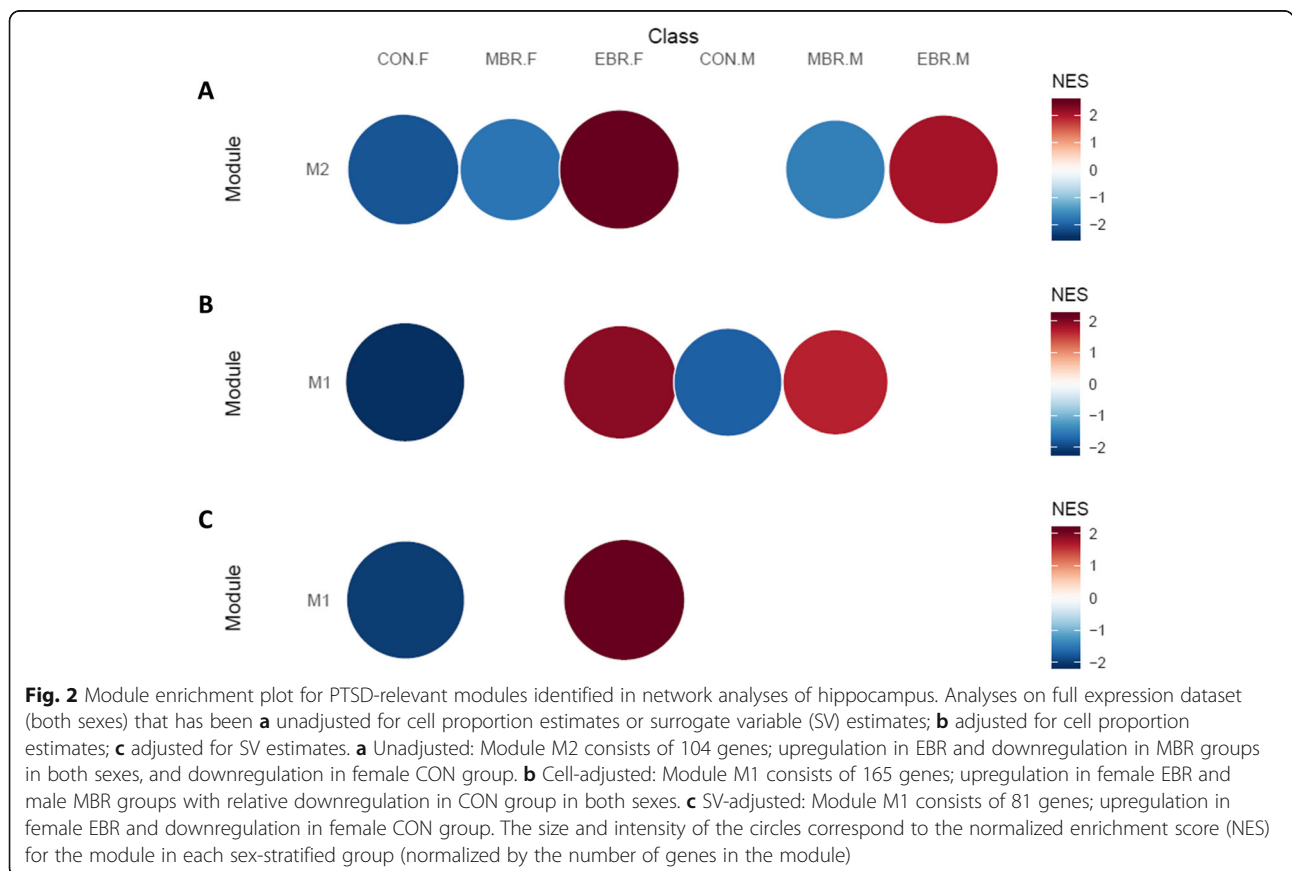 Class
CON.F MBR.F EBR.F CON.M MBR.M EBR.M
A
Module
M2
NES
2
1
0
−1
−2
B
Module
M1
NES
2
1
0
−1
−2
C
Module
M1
NES
2
1
0
−1
−2
Fig. 2 Module enrichment plot for PTSD-relevant modules identified in network analyses of hippocampus. Analyses on full expression dataset
(both sexes) that has been a unadjusted for cell proportion estimates or surrogate variable (SV) estimates; b adjusted for cell proportion
estimates; c adjusted for SV estimates. a Unadjusted: Module M2 consists of 104 genes; upregulation in EBR and downregulation in MBR groups
in both sexes, and downregulation in female CON group. b Cell-adjusted: Module M1 consists of 165 genes; upregulation in female EBR and
male MBR groups with relative downregulation in CON group in both sexes. c SV-adjusted: Module M1 consists of 81 genes; upregulation in
female EBR and downregulation in female CON group. The size and intensity of the circles correspond to the normalized enrichment score (NES)
for the module in each sex-stratified group (normalized by the number of genes in the module)